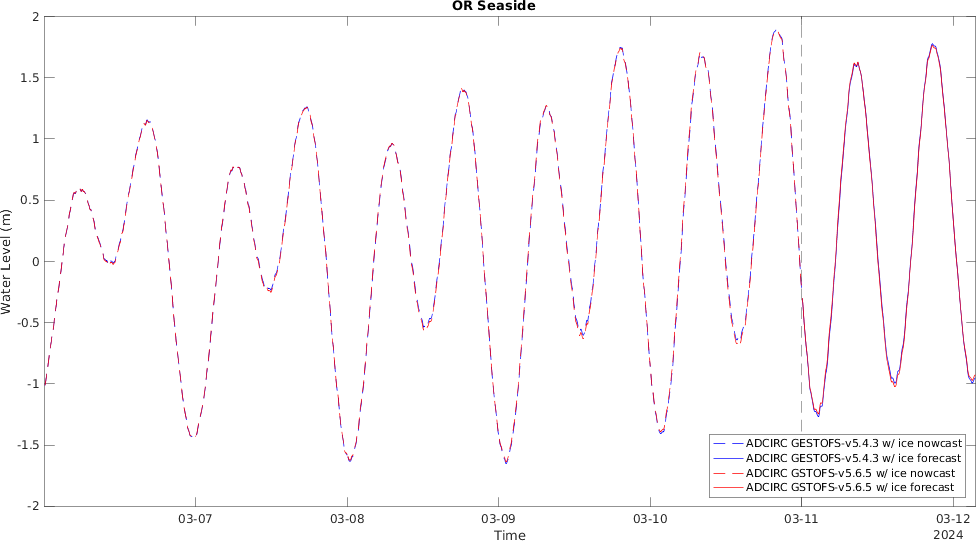 OR Seaside
Water Level (m)
2
1.5
1
0.5
0
-0.5
-1
-1.5
-2
03-07
03-08
03-09
03-10
03-11
03-12
2024
Time
ADCIRC GESTOFS-v5.4.3 w/ ice nowcast
ADCIRC GESTOFS-v5.4.3 w/ ice forecast
ADCIRC GSTOFS-v5.6.5 w/ ice nowcast
ADCIRC GSTOFS-v5.6.5 w/ ice forecast